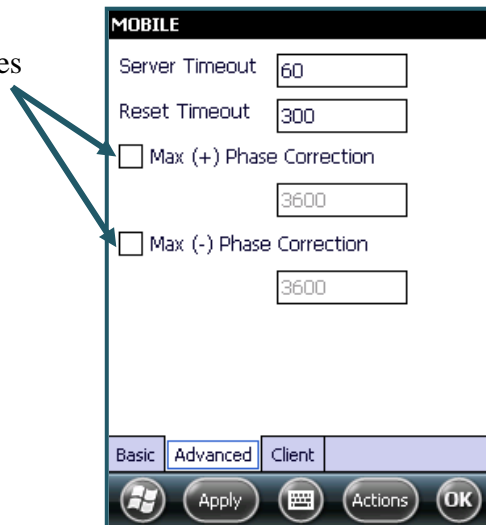 MOBILE
es
Server Timeout 60
Reset Timeout 300
Max (+) Phase Correction
3600
Max (-) Phase Correction
3600
Basic Advanced Client
Apply Actions OK